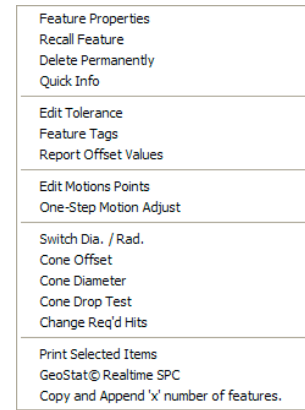 Feature Properties
Recall Feature
Delete Permanently
Quick Info
Edit Tolerance
Feature Tags
Report Offset Values
Edit Motions Points
One-Step Motion Adjust
Switch Dia. / Rad.
Cone Offset
Cone Diameter
Cone Drop Test
Change Req'd Hits
Print Selected Items
GeoStat© Realtime SPC
Copy and Append 'x' number of features.